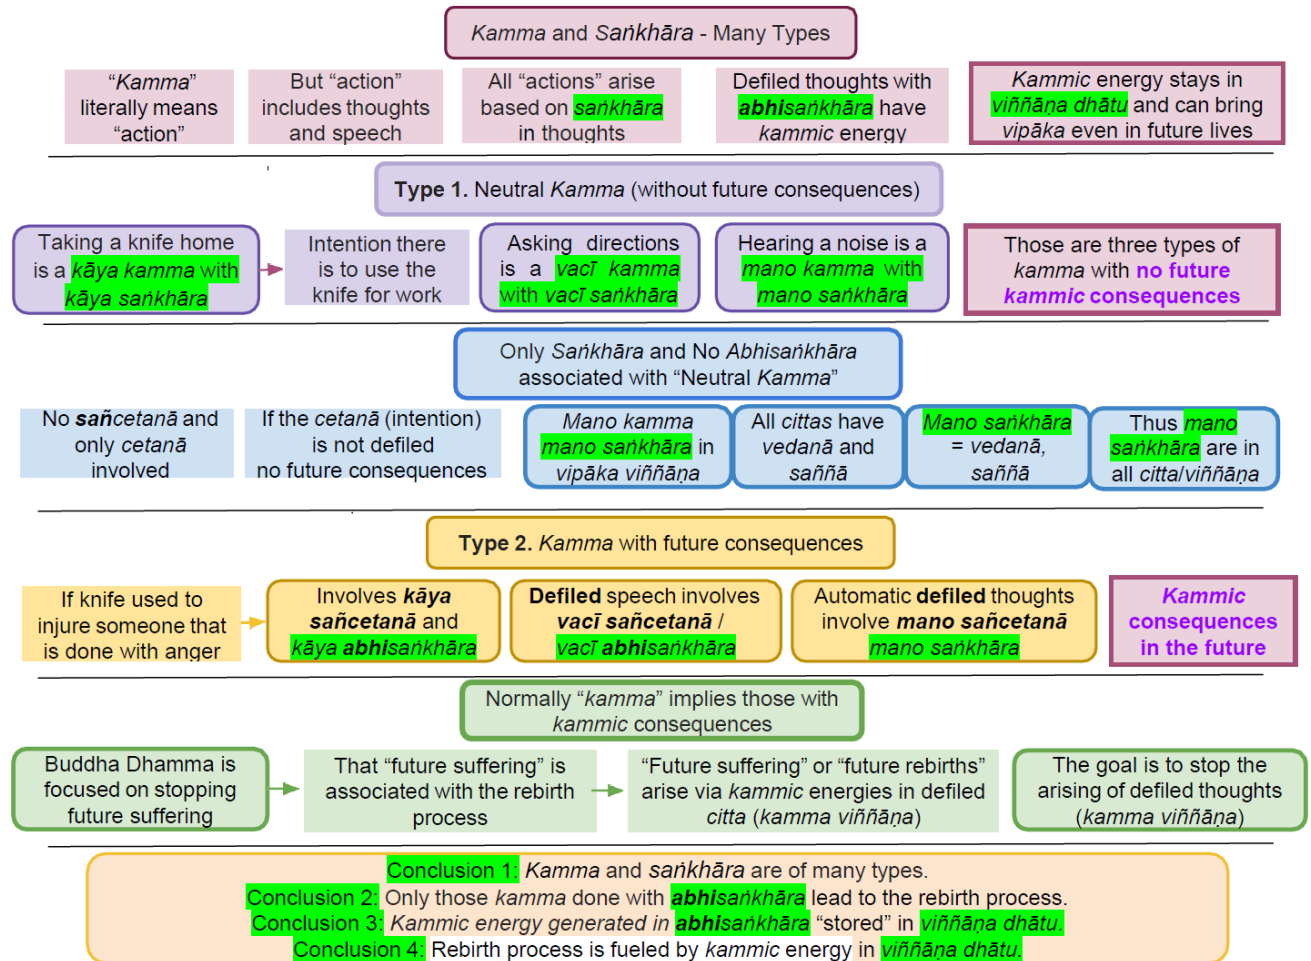 Kamma and Saṅkhāra - Many Types
“Kamma”
literally means
“action”
But “action”
includes thoughts
and speech
All “actions” arise
based on saṅkhāra
in thoughts
Defiled thoughts with
abhisaṅkhāra have
kammic energy
Kammic energy stays in
viññāṇa dhātu and can bring
vipāka even in future lives
Type 1. Neutral Kamma (without future consequences)
Taking a knife home
is a kāya kamma with
kāya saṅkhāra
Intention there
is to use the
knife for work
Asking directions
is a vacī kamma
with vacī saṅkhāra
Hearing a noise is a
mano kamma with
mano saṅkhāra
Those are three types of
kamma with no future
kammic consequences
Only Saṅkhāra and No Abhisaṅkhāra
associated with “Neutral Kamma”
No sañcetanā and
only cetanā
involved
If the cetanā (intention)
is not defiled
no future consequences
Mano kamma
mano saṅkhāra in
vipāka viññāṇa
All cittas have
vedanā and
saññā
Mano saṅkhāra
= vedanā,
saññā
Thus mano
saṅkhāra are in
all citta/viññāṇa
Type 2. Kamma with future consequences
If knife used to
injure someone that
is done with anger
Involves kāya
sañcetanā and
kāya abhisaṅkhāra
Defiled speech involves
vacī sañcetanā /
vacī abhisaṅkhāra
Automatic defiled thoughts
involve mano sañcetanā
mano saṅkhāra
Kammic
consequences
in the future
Normally “kamma” implies those with
kammic consequences
Buddha Dhamma is
focused on stopping
future suffering
That “future suffering” is
associated with the rebirth
process
“Future suffering” or “future rebirths”
arise via kammic energies in defiled
citta (kamma viññāṇa)
The goal is to stop the
arising of defiled thoughts
(kamma viññāṇa)
Conclusion 1: Kamma and saṅkhāra are of many types.
Conclusion 2: Only those kamma done with abhisaṅkhāra lead to the rebirth process.
Conclusion 3: Kammic energy generated in abhisaṅkhāra “stored” in viññāṇa dhātu.
Conclusion 4: Rebirth process is fueled by kammic energy in viññāṇa dhātu.